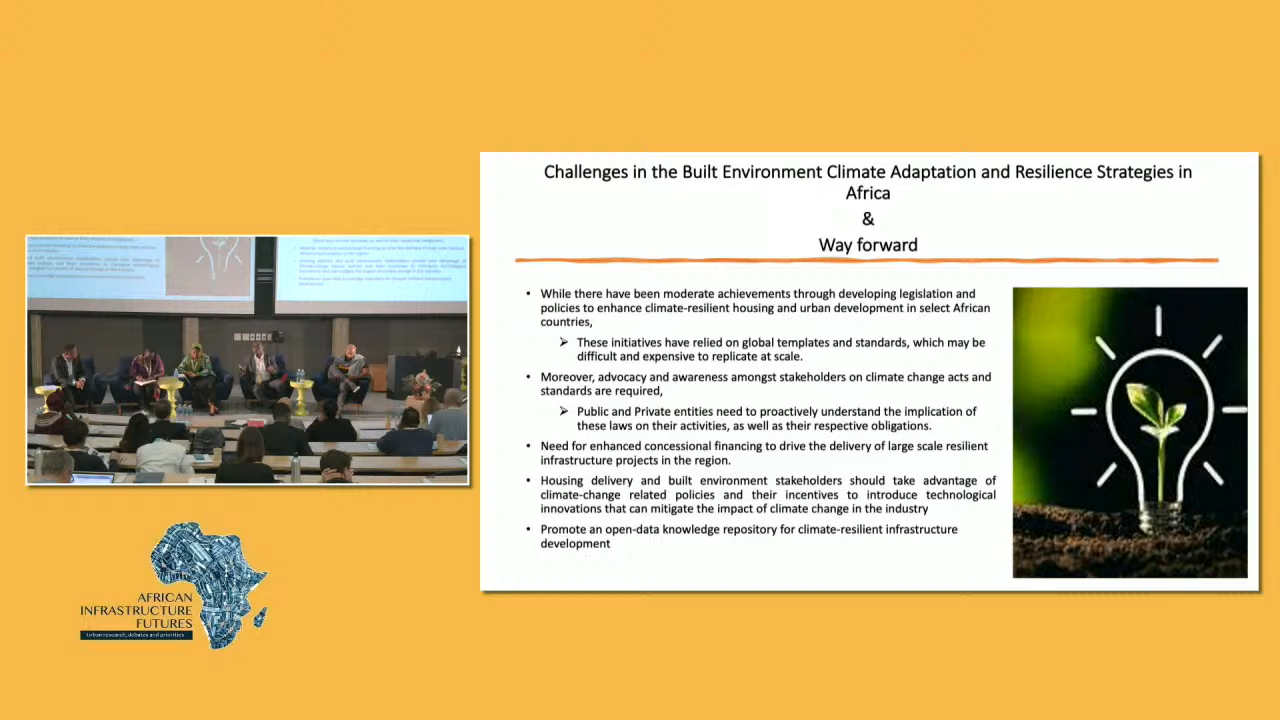 Challenges in the Built Environment Climate Adaptation and Resilience Strategies in
Africa
&
Way forward
• While there have been moderate achievements through developing legislation and
policies to enhance climate-resilient housing and urban development in select African
countries,
➢ These initiatives have relied on global templates and standards, which may be
difficult and expensive to replicate at scale.
• Moreover, advocacy and awareness amongst stakeholders on climate change acts and
standards are required,
➢ Public and Private entities need to proactively understand the implication of
these laws on their activities, as well as their respective obligations.
• Need for enhanced concessional financing to drive the delivery of large scale resilient
infrastructure projects in the region.
• Housing delivery and built environment stakeholders should take advantage of
climate-change related policies and their incentives to introduce technological
innovations that can mitigate the impact of climate change in the industry
• Promote an open-data knowledge repository for climate-resilient infrastructure
development
AFRICAN
INFRASTRUCTURE
FUTURES
Urban research, debates and priorities